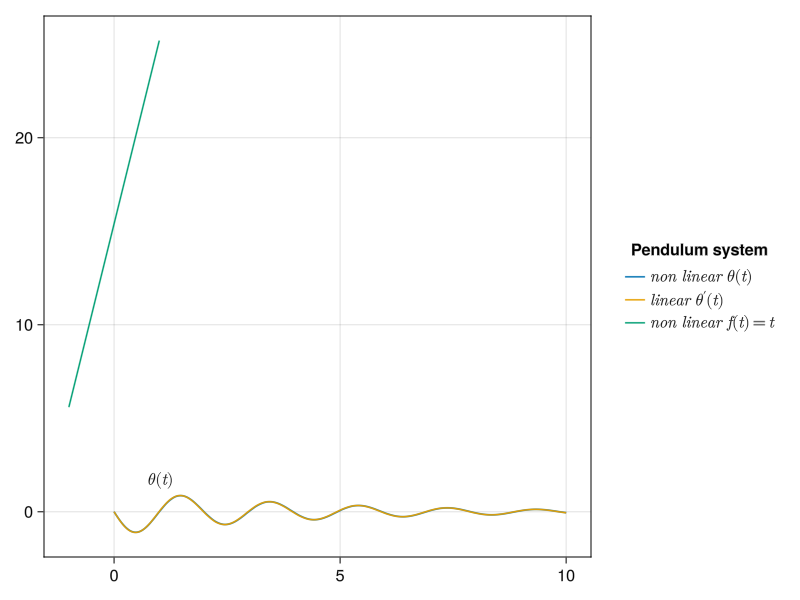 20
10
0
0
5
10
θ(t)
Pendulum system
non linear θ(t)
linear θ′(t)
non linear f(t) = t